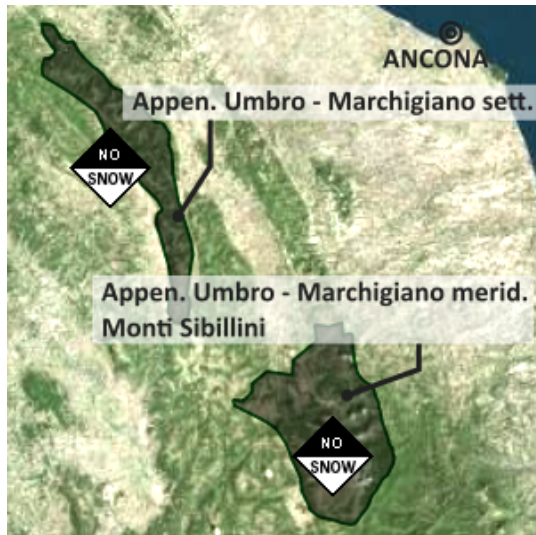 ANCONA
Appen. Umbro - Marchigiano sett.
NO
SNOW
Appen. Umbro - Marchigiano merid.
Monti Sibillini
NO
SNOW